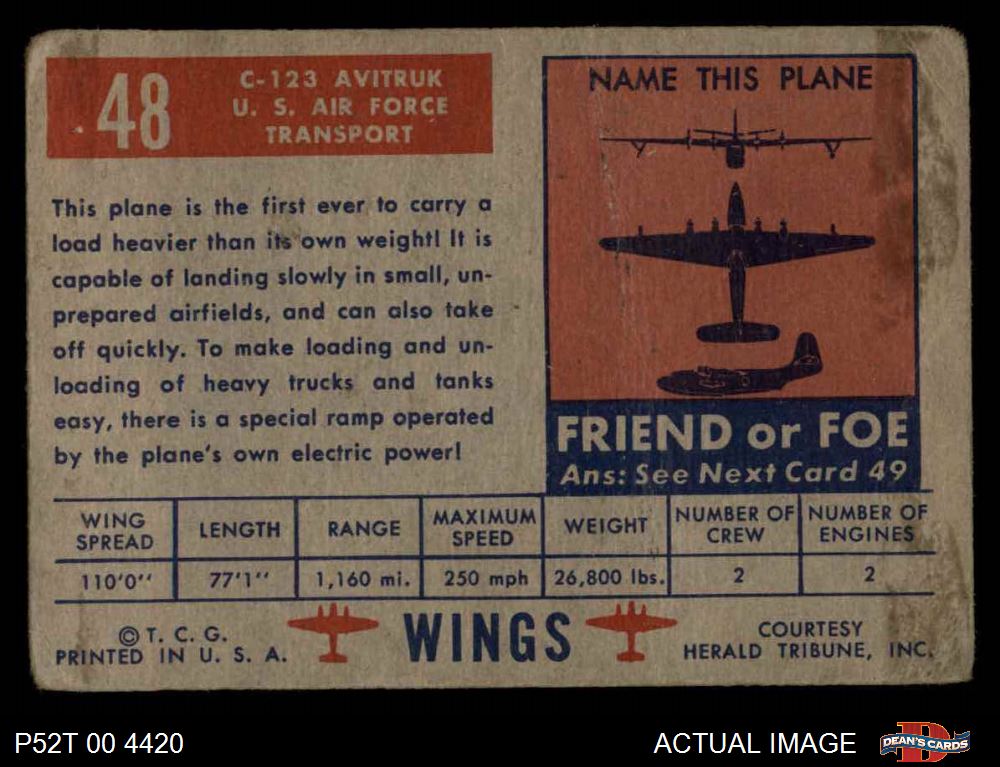 48
C-123 AVITRUK
U. S. AIR FORCE
TRANSPORT
This plane is the first ever to carry a
load heavier than its own weight! It is
capable of landing slowly in small, un-
prepared airfields, and can also take
off quickly. To make loading and un-
loading of heavy trucks and tanks
easy, there is a special ramp operated
by the plane's own electric power!
NAME THIS PLANE
FRIEND or FOE
Ans: See Next Card 49
WING SPREAD
LENGTH
RANGE
MAXIMUM SPEED
WEIGHT
NUMBER OF CREW
NUMBER OF ENGINES
110'0''
77'1''
1,160 mi.
250 mph
26,800 lbs.
2
2
© T. C. G.
PRINTED IN U. S. A.
WINGS
COURTESY
HERALD TRIBUNE, INC.
P52T 00 4420
ACTUAL IMAGE
DEAN'S CARDS